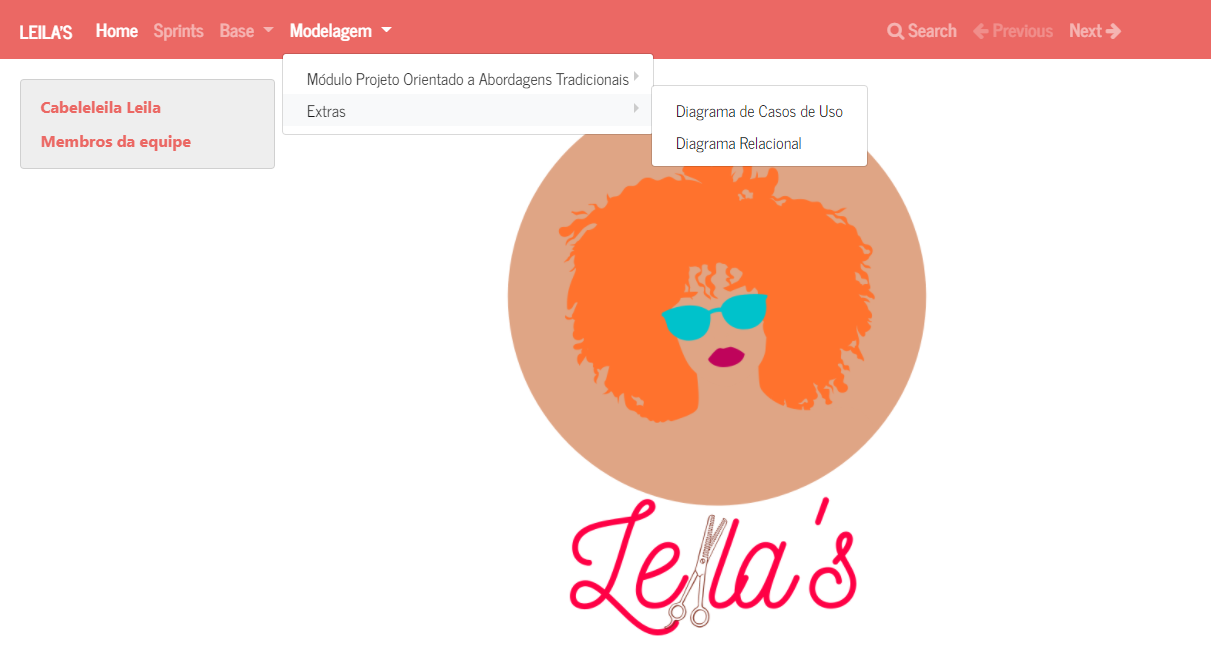 LEILA'S Home Sprints Base Modelagem Search Previous Next
Cabeleleila Leila
Membros da equipe
Módulo Projeto Orientado a Abordagens Tradicionais
Extras
Diagrama de Casos de Uso
Diagrama Relacional
Leila's